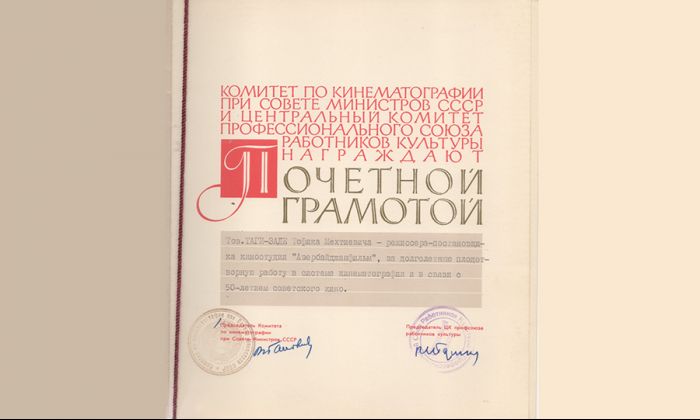 КОМИТЕТ ПО КИНЕМАТОГРАФИИ
ПРИ СОВЕТЕ МИНИСТРОВ СССР
И ЦЕНТРАЛЬНЫЙ КОМИТЕТ
ПРОФЕССИОНАЛЬНОГО СОЮЗА
РАБОТНИКОВ КУЛЬТУРЫ
НАГРАЖДАЮТ
ПОЧЕТНОЙ
ГРАМОТОЙ
Тов.ТАГИ-ЗАДЕ Тофика Мехтиевича - режиссера-постановщи-
ка киностудии "Азербайджанфильм", за долголетнюю плодот-
ворную работу в системе кинематографии и в связи с
50-летием советского кино.
Председатель Комитета
по кинематографии
при Совете Министров СССР
Председатель ЦК профсоюза
работников культуры